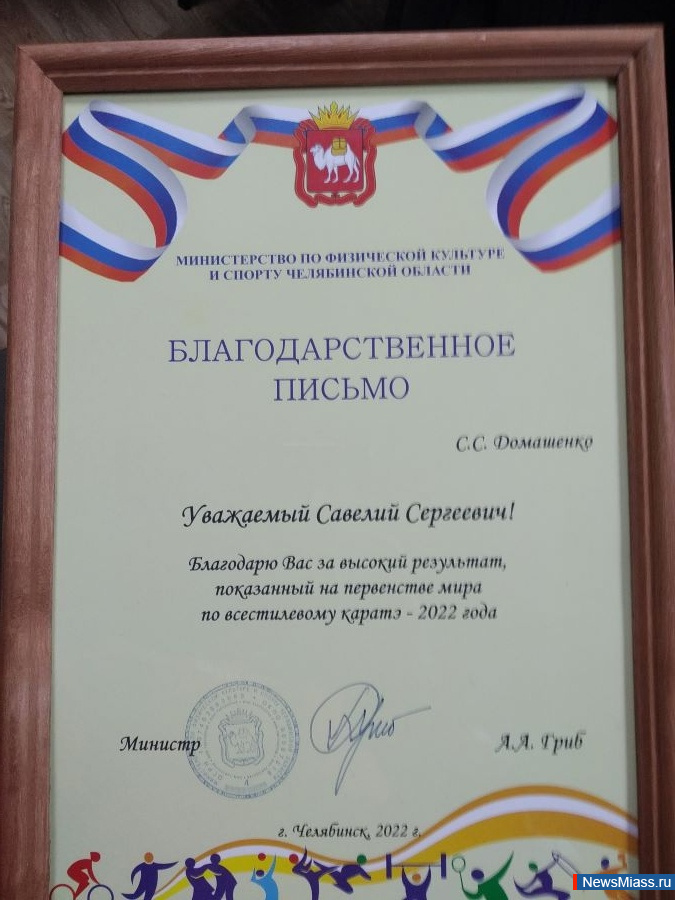 МИНИСТЕРСТВО ПО ФИЗИЧЕСКОЙ КУЛЬТУРЕ
И СПОРТУ ЧЕЛЯБИНСКОЙ ОБЛАСТИ
БЛАГОДАРСТВЕННОЕ
ПИСЬМО
С.С. Домашенко
Уважаемый Савелий Сергеевич!
Благодарю Вас за высокий результат,
показанный на первенстве мира
по всестилевому каратэ - 2022 года
Министр
А.А. Гриб
г. Челябинск, 2022 г.
NewsMiass.ru